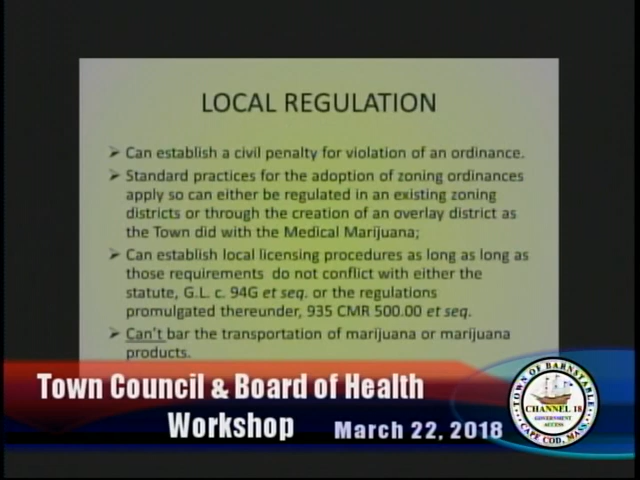 LOCAL REGULATION
➢ Can establish a civil penalty for violation of an ordinance.
➢ Standard practices for the adoption of zoning ordinances
apply so can either be regulated in an existing zoning
districts or through the creation of an overlay district as
the Town did with the Medical Marijuana;
➢ Can establish local licensing procedures as long as long as
those requirements do not conflict with either the
statute, G.L. c. 94G et seq. or the regulations
promulgated thereunder, 935 CMR 500.00 et seq.
➢ Can't bar the transportation of marijuana or marijuana
products.
Town Council & Board of Health
Workshop
March 22, 2018
TOWN OF BARNSTABLE
CHANNEL 18
GOVERNMENT
ACCESS
CAPE COD, MASS.